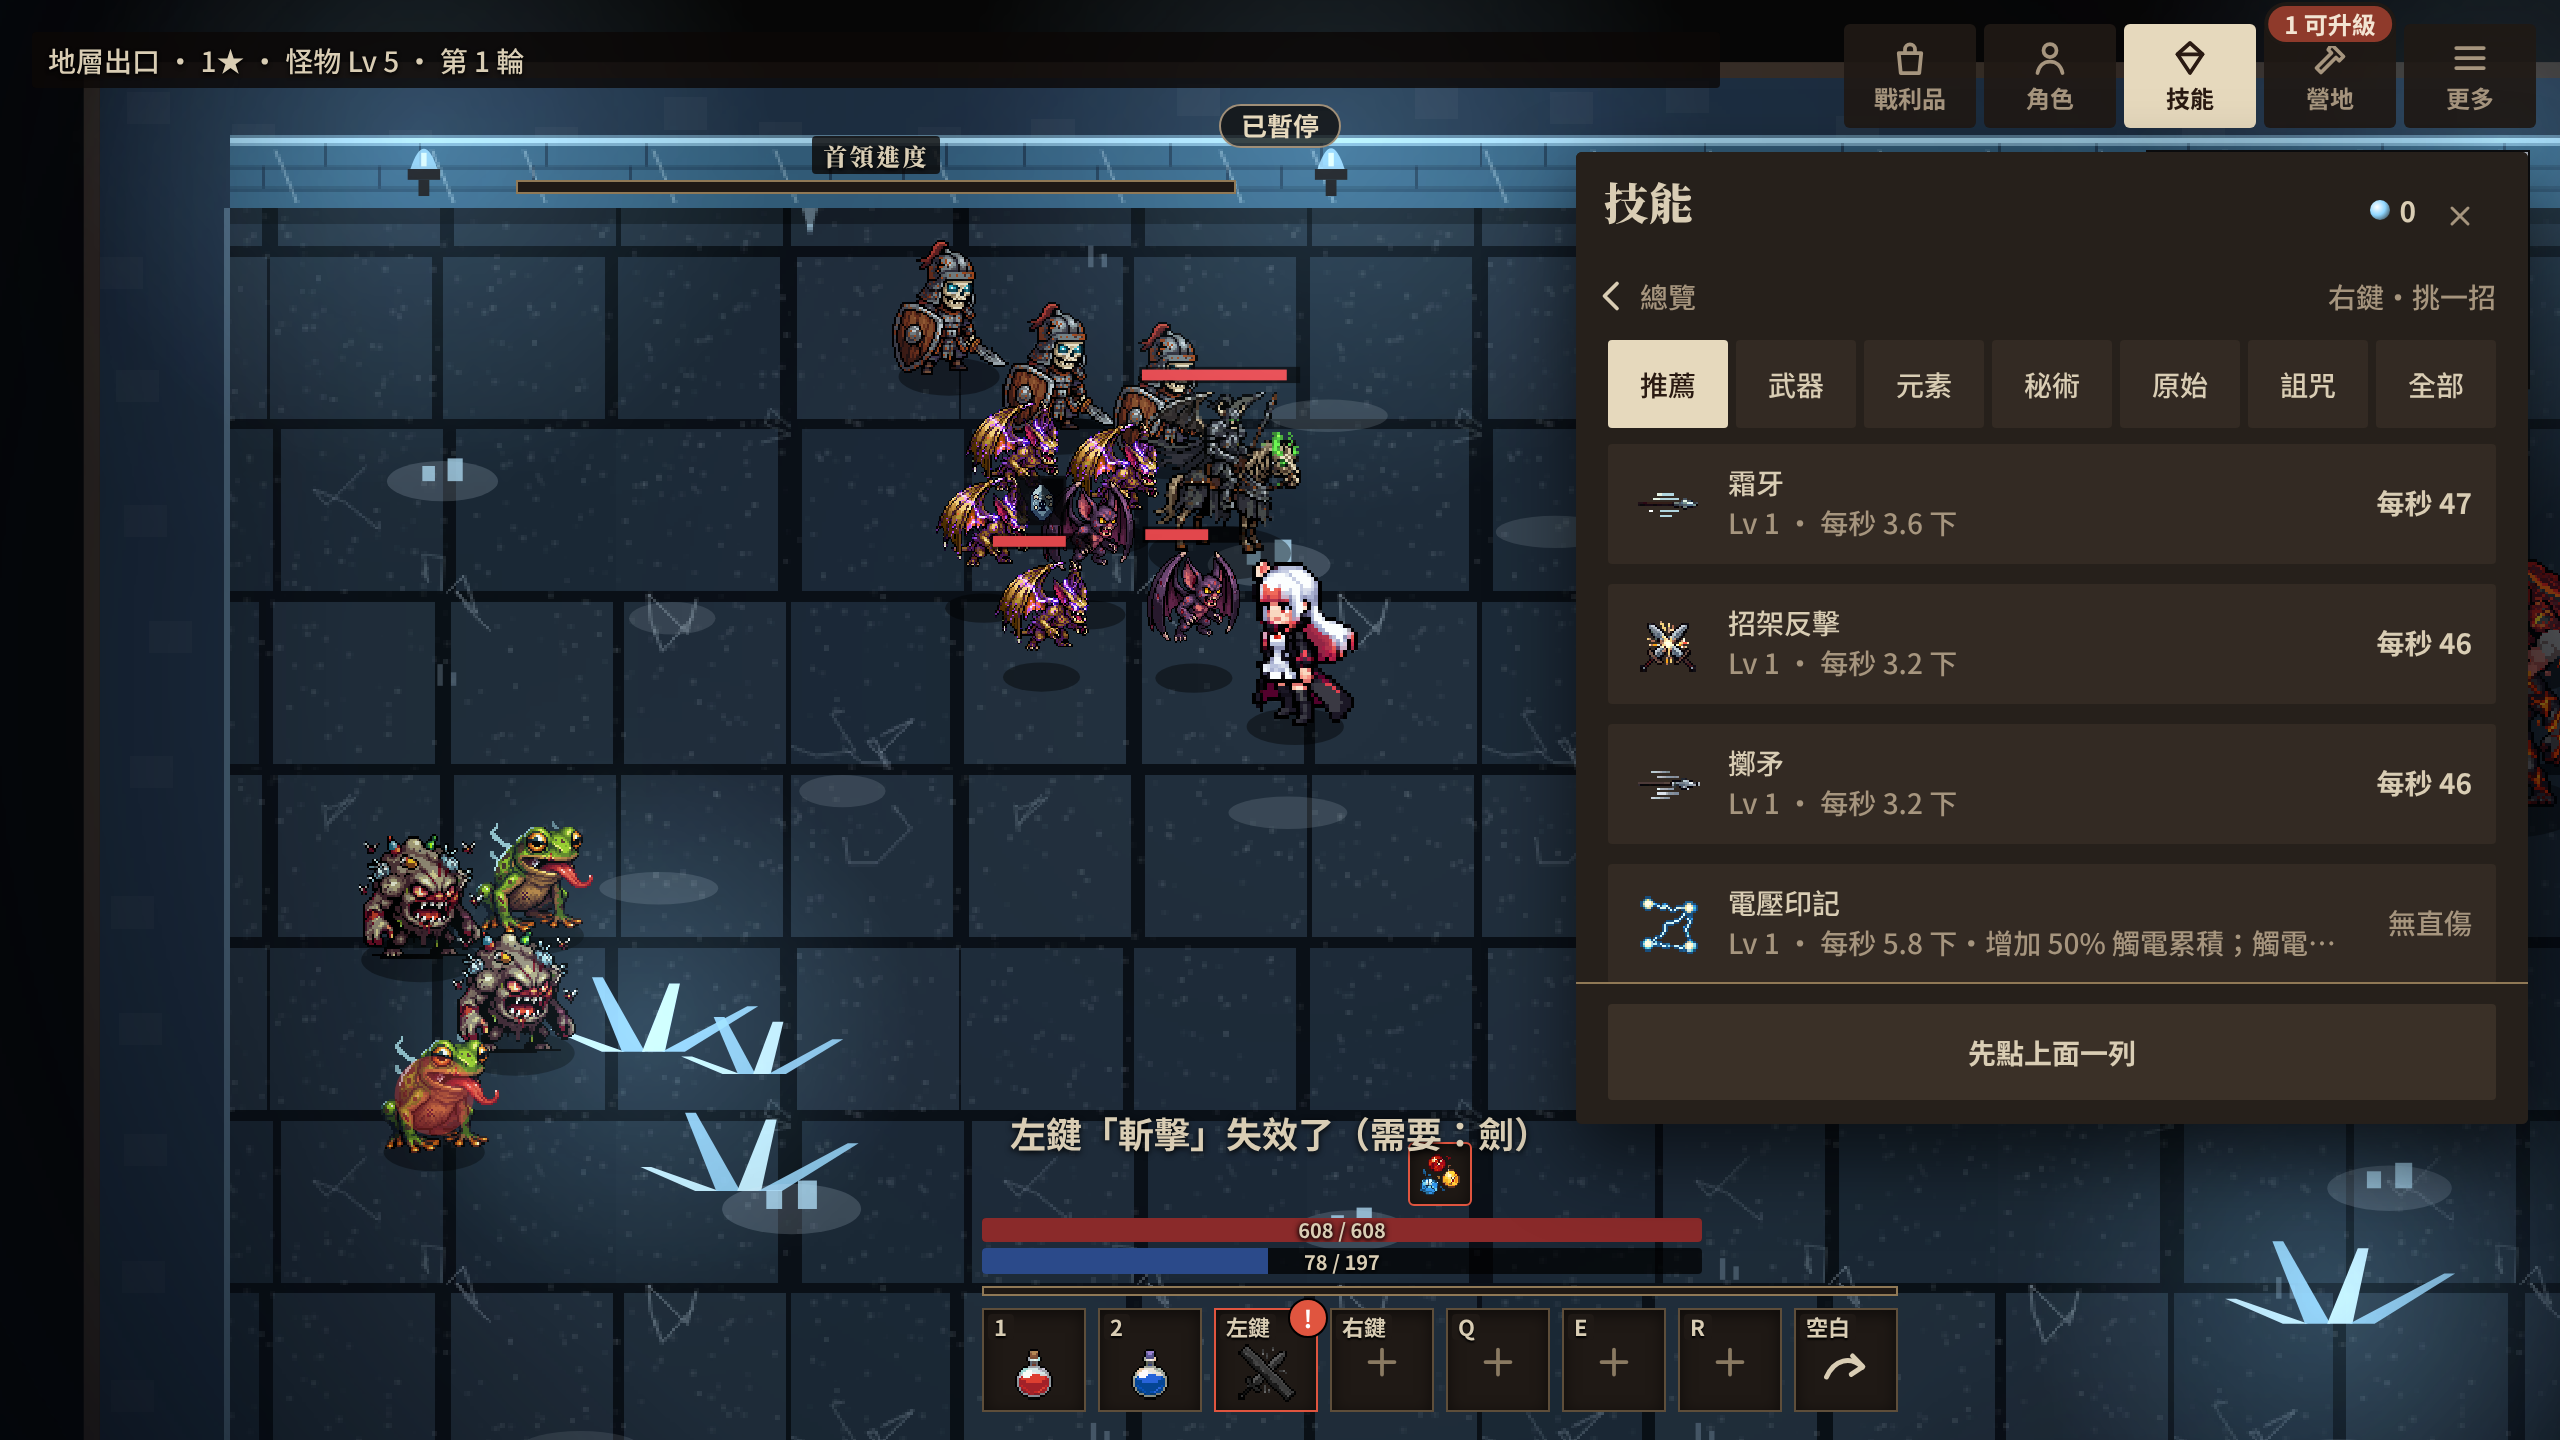 地層出口 · 1★ · 怪物 Lv 5 · 第 1 輪
戰利品
角色
技能
1 可升級
營地
更多
已暫停
首領進度
技能
0
總覽
右鍵·挑一招
推薦
武器
元素
秘術
原始
詛咒
全部
霜牙
Lv 1 · 每秒 3.6 下
每秒 47
招架反擊
Lv 1 · 每秒 3.2 下
每秒 46
擲矛
Lv 1 · 每秒 3.2 下
每秒 46
電壓印記
Lv 1 · 每秒 5.8 下·增加 50% 觸電累積；觸電…
無直傷
先點上面一列
左鍵「斬擊」失效了（需要：劍）
608 / 608
78 / 197
1
2
左鍵
!
右鍵
Q
E
R
空白